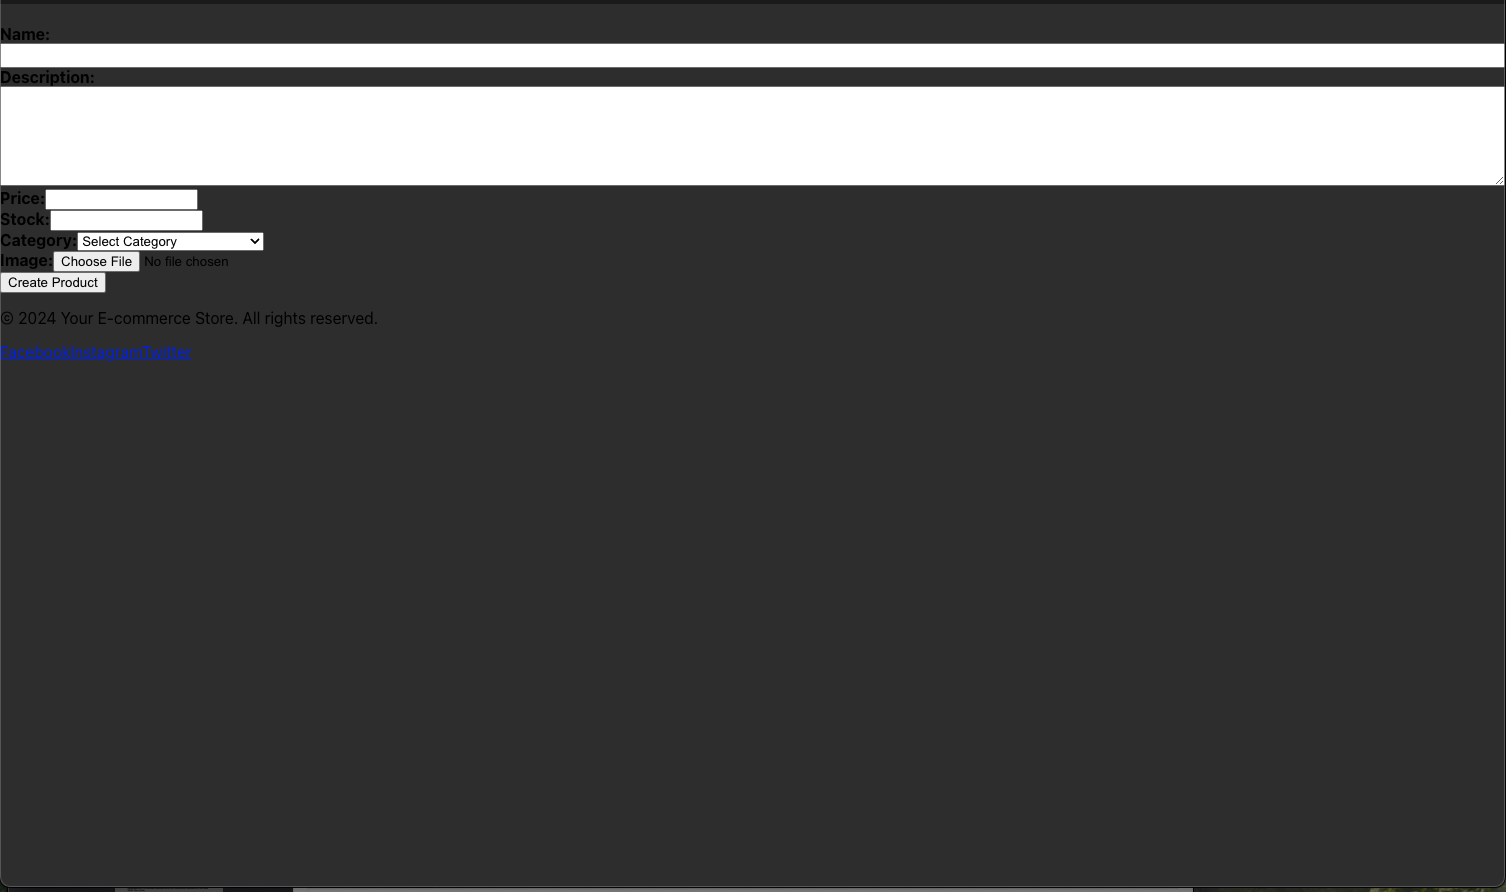 Name:
Description:
Price:
Stock:
Category: Select Category
Image: Choose File No file chosen
Create Product
© 2024 Your E-commerce Store. All rights reserved.
FacebookInstagramTwitter